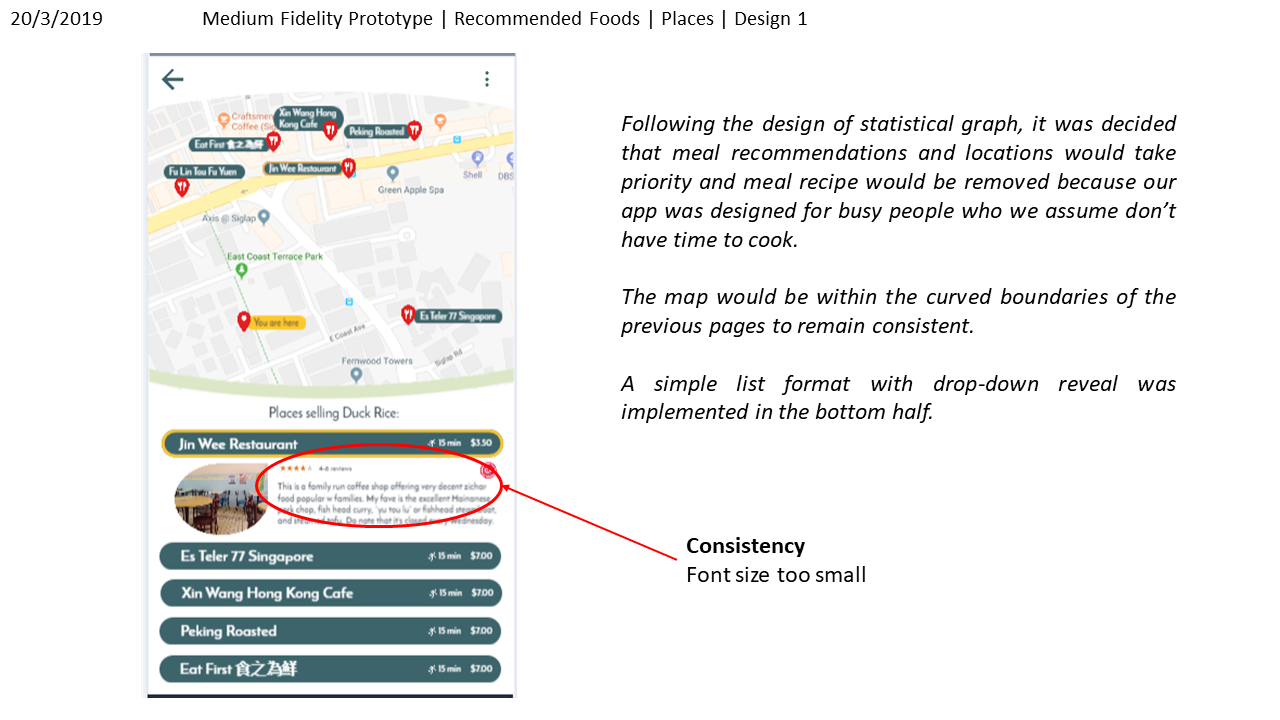 20/3/2019
Medium Fidelity Prototype | Recommended Foods | Places | Design 1
Craftsmen
Coffee (Sig
Xin Wang Hong
Kong Cafe
Peking Roasted
Eat First 食之為鮮
Jin Wee Restaurant
Fu Lin Tou Fu Yuen
Shell
DBS
Green Apple Spa
Axis @ Siglap
East Coast Terrace Park
You are here
Es Teler 77 Singapore
E Coast Ave
Siglap Rd
Fernwood Towers
Places selling Duck Rice:
Jin Wee Restaurant 15 min $3.50
4-6 reviews
This is a family run coffee shop offering very decent zichar
food popular w families. My fave is the excellent Hainanese
pork chop, fish head curry, 'yu tou lu' or fishhead steamboat,
and steamed tofu. Do note that it's closed every Wednesday.
Es Teler 77 Singapore 15 min $7.00
Xin Wang Hong Kong Cafe 15 min $7.00
Peking Roasted 15 min $7.00
Eat First 食之為鮮 15 min $7.00
Following the design of statistical graph, it was decided
that meal recommendations and locations would take
priority and meal recipe would be removed because our
app was designed for busy people who we assume don't
have time to cook.
The map would be within the curved boundaries of the
previous pages to remain consistent.
A simple list format with drop-down reveal was
implemented in the bottom half.
Consistency
Font size too small